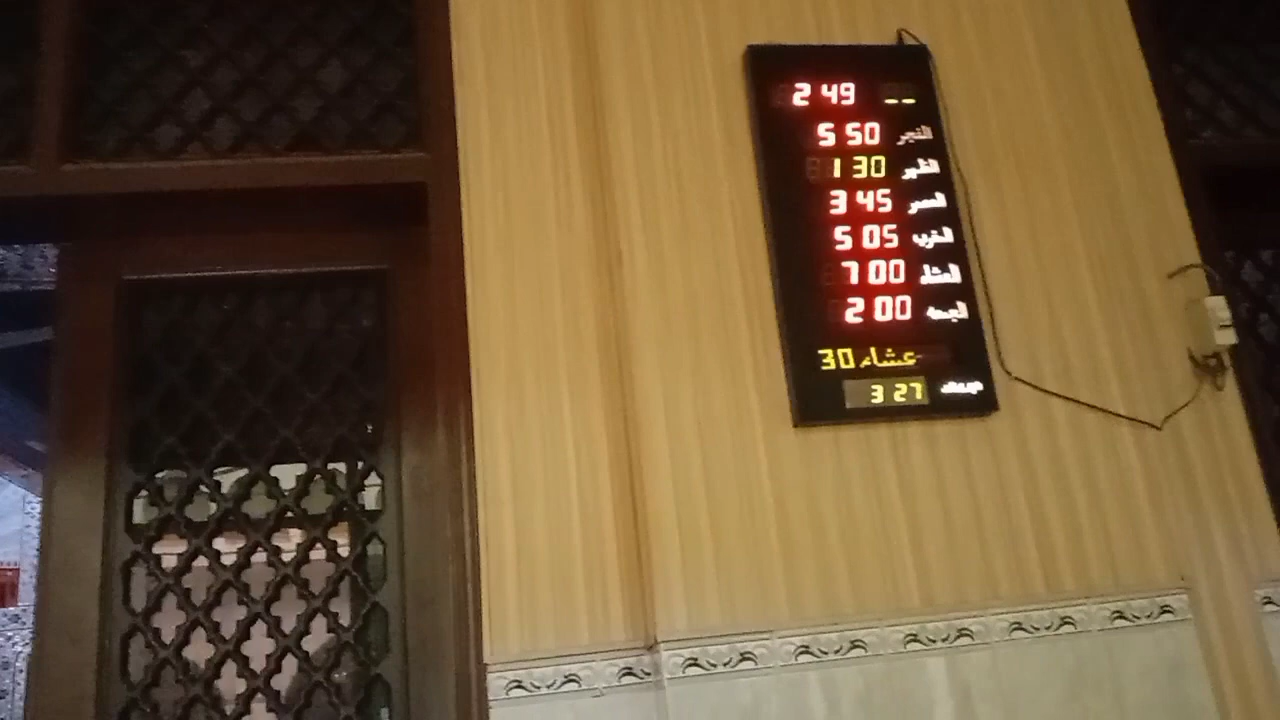 2 49 --
5 50 الفجر
1 30 الظهر
3 45 العصر
5 05 المغرب
7 00 العشاء
2 00 الجمعة
عشاء 30
3 27